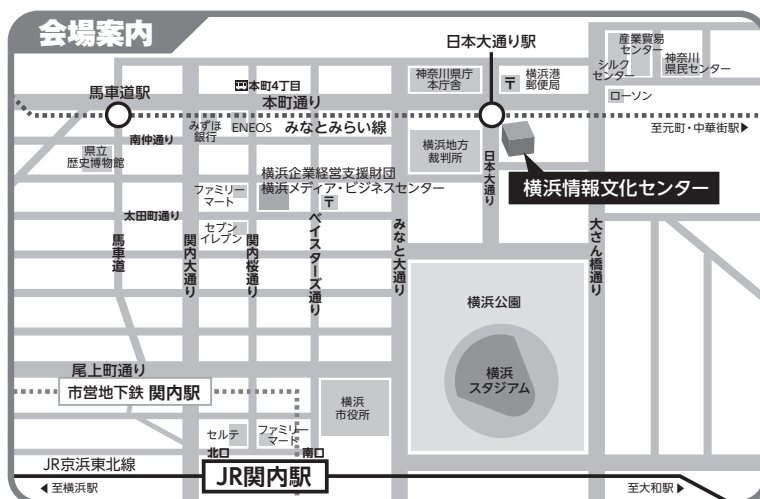 会場案内
日本大通り駅
産業貿易
センター
シルク
センター
神奈川
県民センター
ローソン
神奈川県庁
本庁舎
〒
横浜港
郵便局
本町4丁目
馬車道駅
本町通り
みずほ
銀行
ENEOS
みなとみらい線
至元町・中華街駅▶
南仲通り
県立
歴史博物館
横浜地方
裁判所
日本大通り
横浜情報文化センター
横浜企業経営支援財団
横浜メディア・ビジネスセンター
ファミリー
マート
〒
太田町通り
セブン
イレブン
馬車道
関内大通り
関内桜通り
ベイスターズ通り
みなと大通り
大さん橋通り
横浜公園
横浜
スタジアム
尾上町通り
市営地下鉄 関内駅
横浜
市役所
セルテ
ファミリー
マート
北口
南口
JR京浜東北線
JR関内駅
◀至横浜駅
至大和駅▶